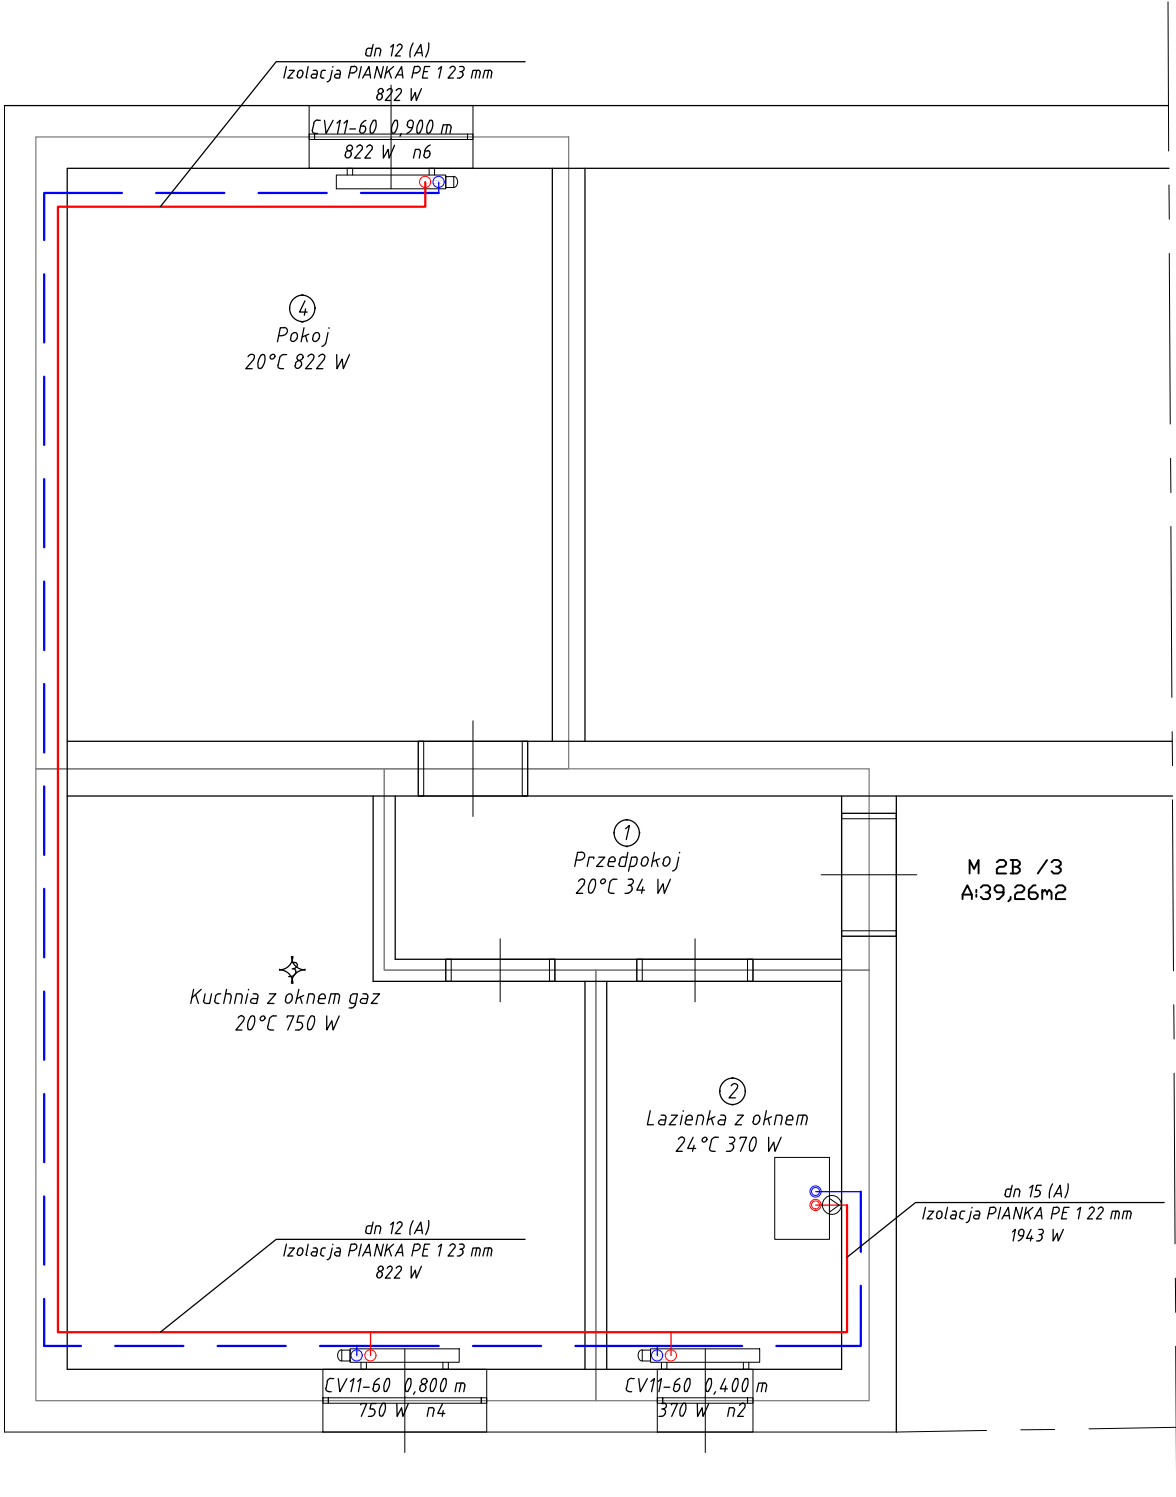 dn 12 (A)
Izolacja PIANKA PE 1 23 mm
822 W
CV11-60 0,900 m
822 W n6
4
Pokoj
20°C 822 W
1
Przedpokoj
20°C 34 W
M 2B /3
A:39,26m2
3
Kuchnia z oknem gaz
20°C 750 W
2
Lazienka z oknem
24°C 370 W
dn 15 (A)
Izolacja PIANKA PE 1 22 mm
1943 W
dn 12 (A)
Izolacja PIANKA PE 1 23 mm
822 W
CV11-60 0,800 m
750 W n4
CV11-60 0,400 m
370 W n2